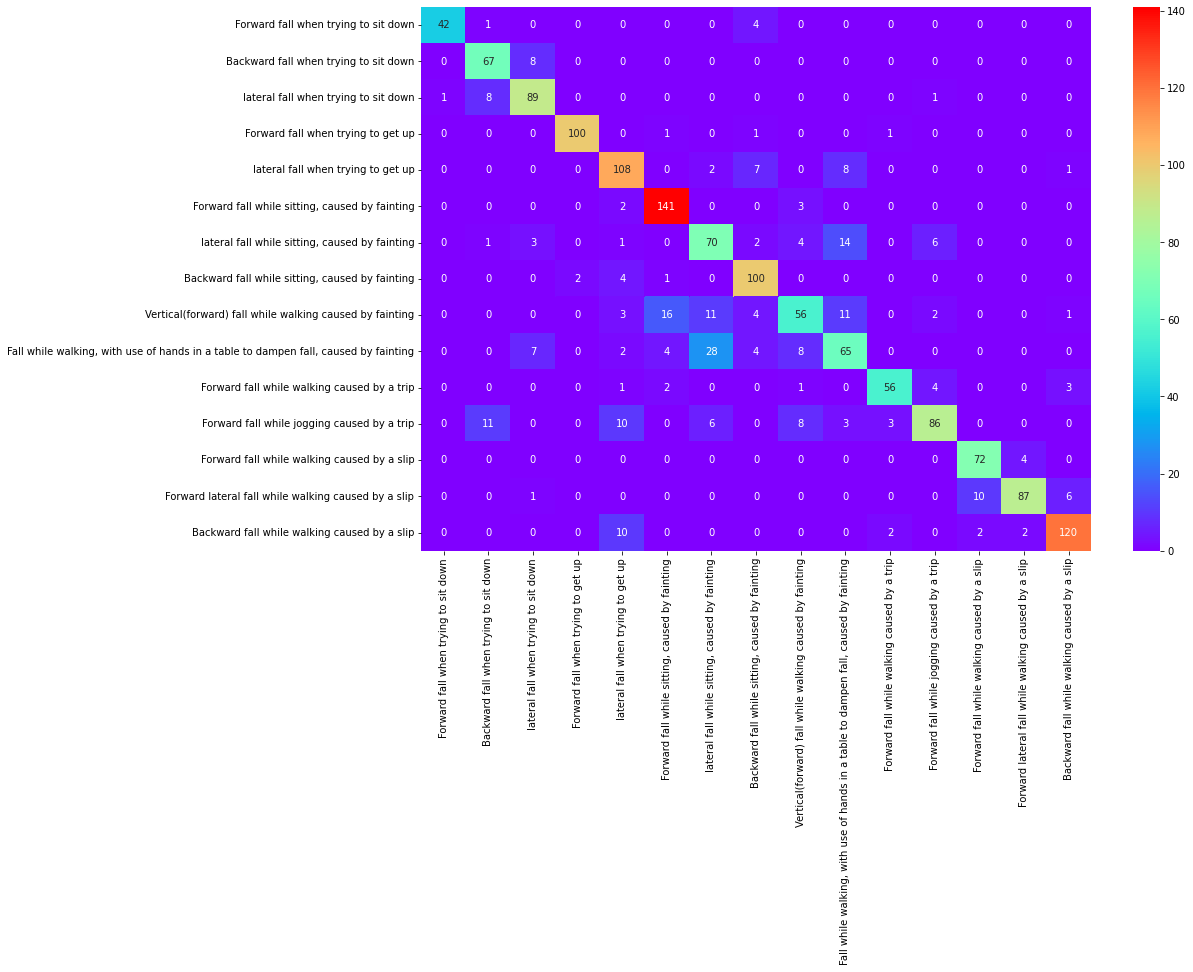 Forward fall when trying to sit down 42 1 0 0 0 0 0 4 0 0 0 0 0 0 0
Backward fall when trying to sit down 0 67 8 0 0 0 0 0 0 0 0 0 0 0 0
lateral fall when trying to sit down 1 8 89 0 0 0 0 0 0 0 0 1 0 0 0
Forward fall when trying to get up 0 0 0 100 0 1 0 1 0 0 1 0 0 0 0
lateral fall when trying to get up 0 0 0 0 108 0 2 7 0 8 0 0 0 0 1
Forward fall while sitting, caused by fainting 0 0 0 0 2 141 0 0 3 0 0 0 0 0 0
lateral fall while sitting, caused by fainting 0 1 3 0 1 0 70 2 4 14 0 6 0 0 0
Backward fall while sitting, caused by fainting 0 0 0 2 4 1 0 100 0 0 0 0 0 0 0
Vertical(forward) fall while walking caused by fainting 0 0 0 0 3 16 11 4 56 11 0 2 0 0 1
Fall while walking, with use of hands in a table to dampen fall, caused by fainting 0 0 7 0 2 4 28 4 8 65 0 0 0 0 0
Forward fall while walking caused by a trip 0 0 0 0 1 2 0 0 1 0 56 4 0 0 3
Forward fall while jogging caused by a trip 0 11 0 0 10 0 6 0 8 3 3 86 0 0 0
Forward fall while walking caused by a slip 0 0 0 0 0 0 0 0 0 0 0 0 72 4 0
Forward lateral fall while walking caused by a slip 0 0 1 0 0 0 0 0 0 0 0 0 10 87 6
Backward fall while walking caused by a slip 0 0 0 0 10 0 0 0 0 0 2 0 2 2 120
Forward fall when trying to sit down
Backward fall when trying to sit down
lateral fall when trying to sit down
Forward fall when trying to get up
lateral fall when trying to get up
Forward fall while sitting, caused by fainting
lateral fall while sitting, caused by fainting
Backward fall while sitting, caused by fainting
Vertical(forward) fall while walking caused by fainting
Fall while walking, with use of hands in a table to dampen fall, caused by fainting
Forward fall while walking caused by a trip
Forward fall while jogging caused by a trip
Forward fall while walking caused by a slip
Forward lateral fall while walking caused by a slip
Backward fall while walking caused by a slip
140
120
100
80
60
40
20
0